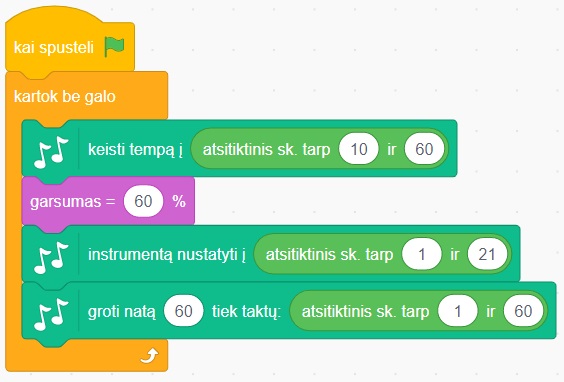 kai spusteli
kartok be galo
keisti tempą į atsitiktinis sk. tarp 10 ir 60
garsumas = 60 %
instrumentą nustatyti į atsitiktinis sk. tarp 1 ir 21
groti natą 60 tiek taktų: atsitiktinis sk. tarp 1 ir 60